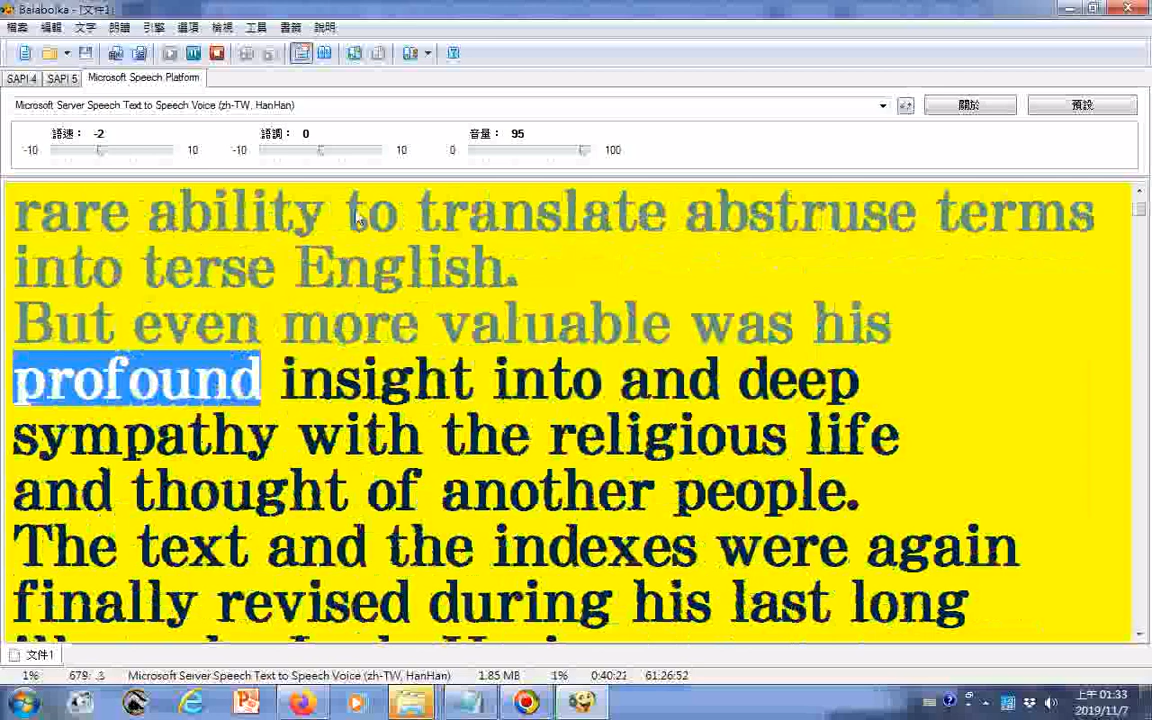 Balabolka - [文件1]
檔案 編輯 文字 朗讀 引擎 選項 檢視 工具 書籤 說明
SAPI 4 SAPI 5 Microsoft Speech Platform
Microsoft Server Speech Text to Speech Voice (zh-TW, HanHan) 關於 預設
語速： -2 語調： 0 音量： 95
-10 10 -10 10 0 100
rare ability to translate abstruse terms
into terse English.
But even more valuable was his
profound insight into and deep
sympathy with the religious life
and thought of another people.
The text and the indexes were again
finally revised during his last long
文件1
1% Microsoft Server Speech Text to Speech Voice (zh-TW, HanHan) 1.85 MB 1% 61:26:52
上午 01:33
2019/11/7